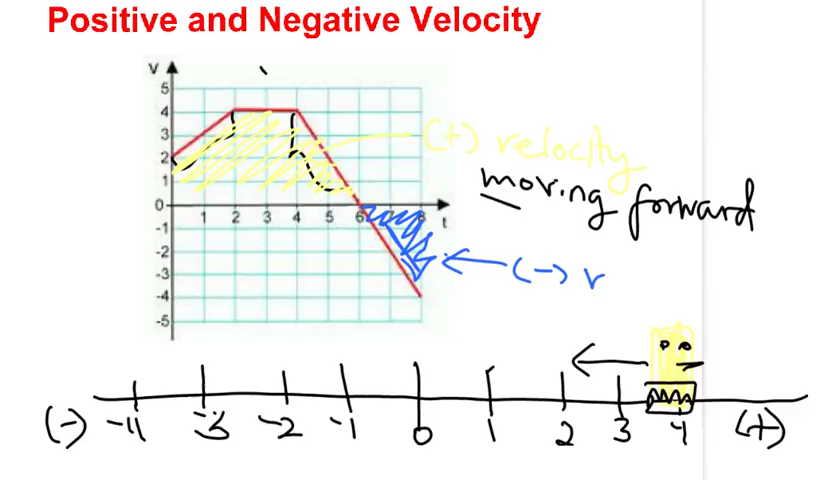 Positive and Negative Velocity
V
5
4
3
2
1
0
-1
-2
-3
-4
-5
1 2 3 4 5 6 7 8
t
(+) velocity
moving forward
(-) v
(-) -4 -3 -2 -1 0 1 2 3 4 (+)